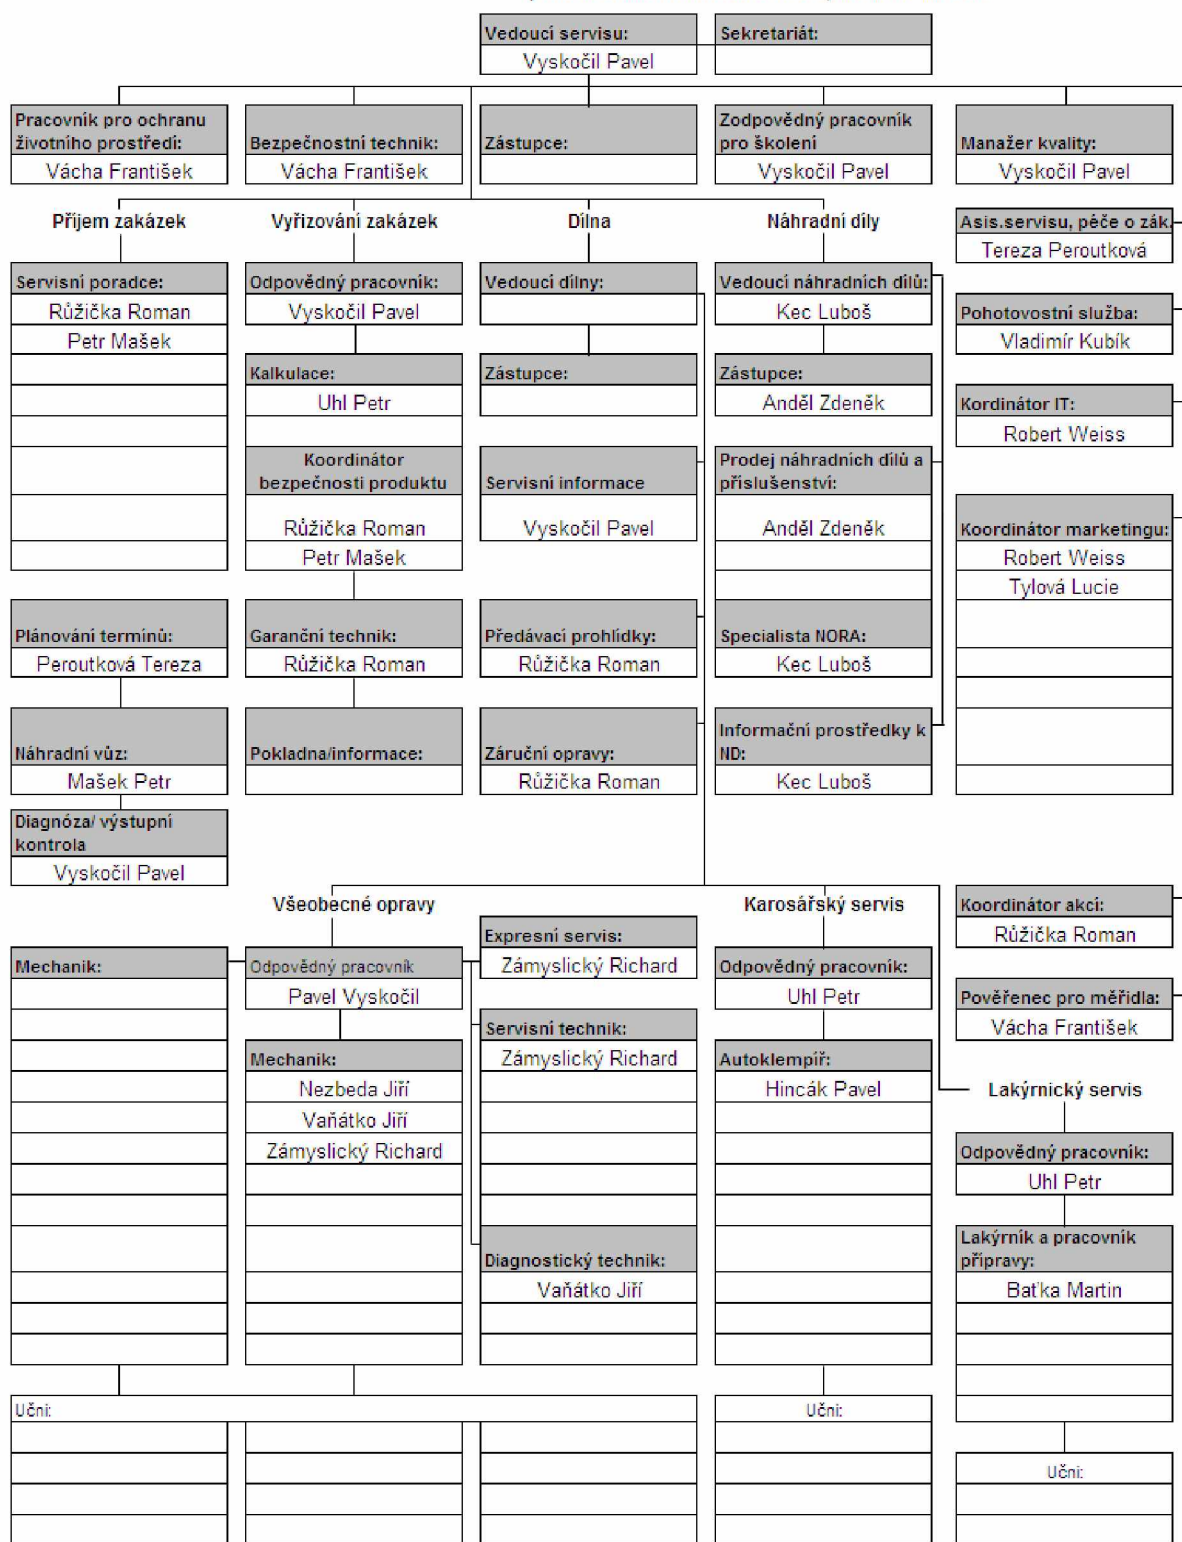 Vedoucí servisu:
Vyskočil Pavel
Sekretariát:
Pracovník pro ochranu
životního prostředí:
Vácha František
Bezpečnostní technik:
Vácha František
Zástupce:
Zodpovědný pracovník
pro školení
Vyskočil Pavel
Manažer kvality:
Vyskočil Pavel
Příjem zakázek
Vyřizování zakázek
Dílna
Náhradní díly
Asis.servisu, péče o zák.
Tereza Peroutková
Servisní poradce:
Růžička Roman
Petr Mašek
Odpovědný pracovník:
Vyskočil Pavel
Vedoucí dílny:
Vedoucí náhradních dílů:
Kec Luboš
Pohotovostní služba:
Vladimír Kubík
Kalkulace:
Uhl Petr
Zástupce:
Zástupce:
Anděl Zdeněk
Kordinátor IT:
Robert Weiss
Koordinátor
bezpečnosti produktu
Růžička Roman
Petr Mašek
Servisní informace
Vyskočil Pavel
Prodej náhradních dílů a
příslušenství:
Anděl Zdeněk
Koordinátor marketingu:
Robert Weiss
Tylová Lucie
Plánování termínů:
Peroutková Tereza
Garanční technik:
Růžička Roman
Předávací prohlídky:
Růžička Roman
Specialista NORA:
Kec Luboš
Náhradní vůz:
Mašek Petr
Pokladna/informace:
Záruční opravy:
Růžička Roman
Informační prostředky k
ND:
Kec Luboš
Diagnóza/ výstupní
kontrola
Vyskočil Pavel
Všeobecné opravy
Karosářský servis
Koordinátor akcí:
Růžička Roman
Mechanik:
Odpovědný pracovník
Pavel Vyskočil
Expresní servis:
Zámyslický Richard
Odpovědný pracovník:
Uhl Petr
Pověřenec pro měřidla:
Vácha František
Mechanik:
Nezbeda Jiří
Vaňátko Jiří
Zámyslický Richard
Servisní technik:
Zámyslický Richard
Autoklempíř:
Hincák Pavel
Lakýrnický servis
Odpovědný pracovník:
Uhl Petr
Diagnostický technik:
Vaňátko Jiří
Lakýrník a pracovník
přípravy:
Baťka Martin
Učni:
Učni:
Učni: